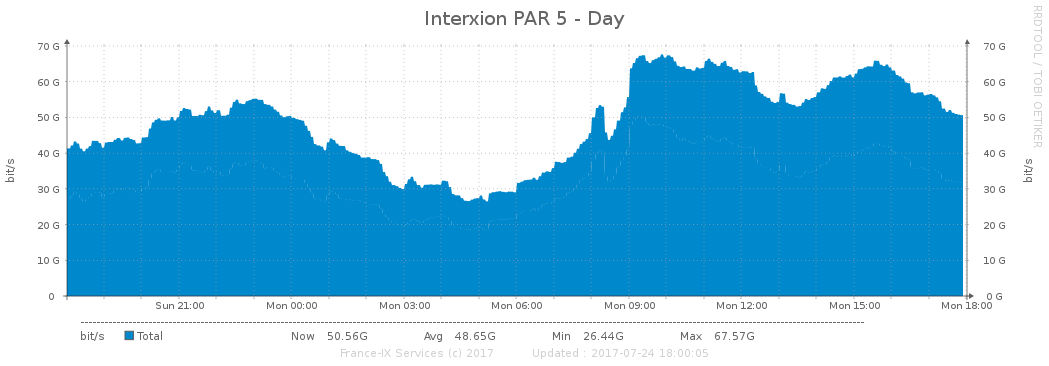 Interxion PAR 5 - Day
RRDTOOL / TOBI OETIKER
70 G 70 G
60 G 60 G
50 G 50 G
40 G 40 G
bit/s bit/s
30 G 30 G
20 G 20 G
10 G 10 G
0 0 G
Sun 21:00 Mon 00:00 Mon 03:00 Mon 06:00 Mon 09:00 Mon 12:00 Mon 15:00 Mon 18:00
bit/s Total Now 50.56G Avg 48.65G Min 26.44G Max 67.57G
France-IX Services (c) 2017 Updated : 2017-07-24 18:00:05